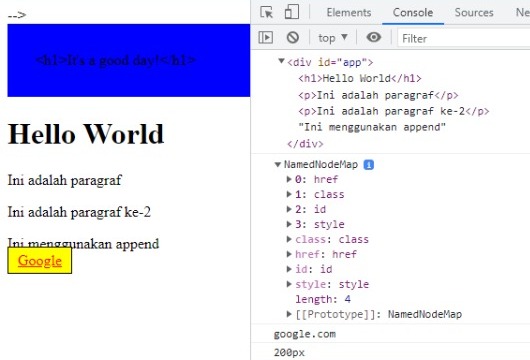 -->
<h1>It's a good day!</h1>
Hello World
Ini adalah paragraf
Ini adalah paragraf ke-2
Ini menggunakan append
Google
Elements Console Sources Ne
top Filter
<div id="app">
<h1>Hello World</h1>
<p>Ini adalah paragraf</p>
<p>Ini adalah paragraf ke-2</p>
"Ini menggunakan append"
</div>
NamedNodeMap i
0: href
1: class
2: id
3: style
class: class
href: href
id: id
style: style
length: 4
[[Prototype]]: NamedNodeMap
google.com
200px